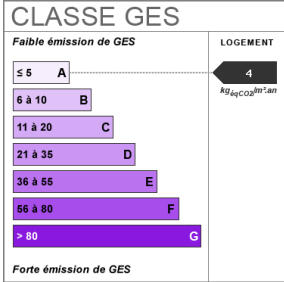 CLASSE GES
Faible émission de GES
LOGEMENT
≤ 5 A
4
kgéqCO2/m².an
6 à 10 B
11 à 20 C
21 à 35 D
36 à 55 E
56 à 80 F
> 80 G
Forte émission de GES